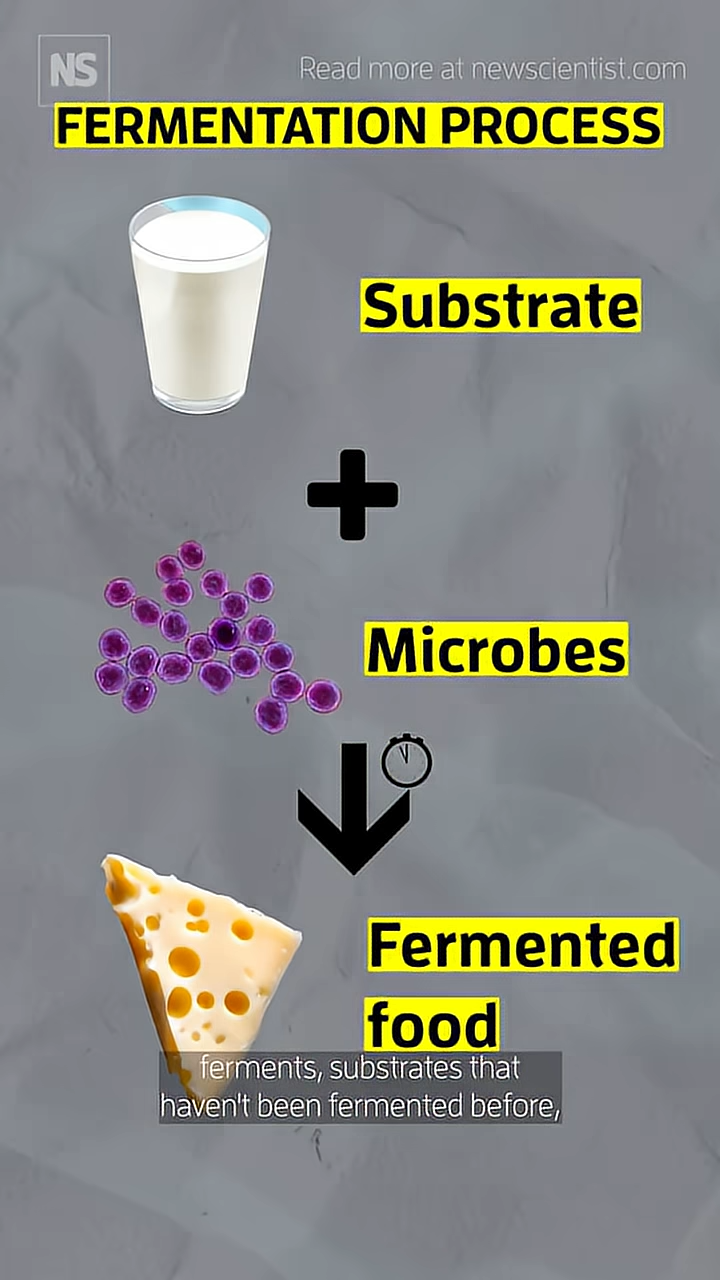 NS
Read more at newscientist.com
FERMENTATION PROCESS
Substrate
Microbes
Fermented
food
ferments, substrates that
haven't been fermented before,